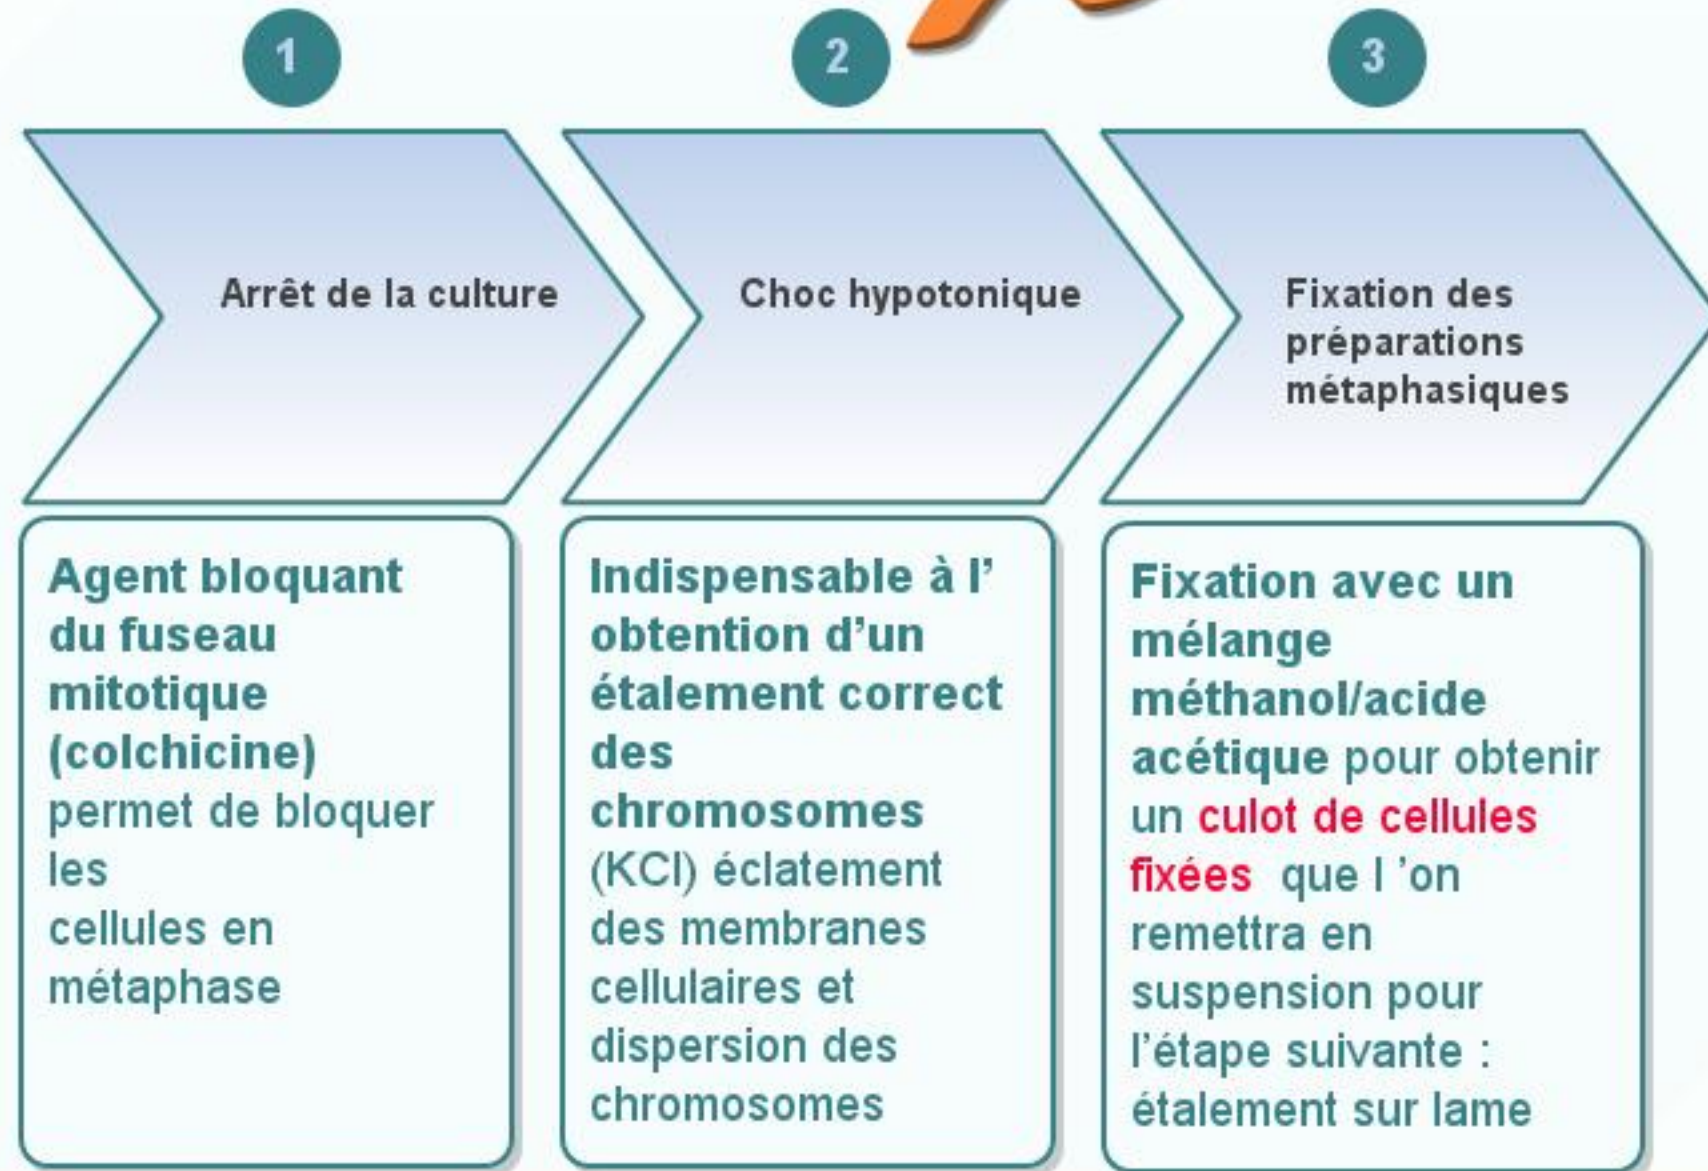 1
2
3
Arrêt de la culture
Choc hypotonique
Fixation des
préparations
métaphasiques
Agent bloquant
du fuseau
mitotique
(colchicine)
permet de bloquer
les
cellules en
métaphase
Indispensable à l’
obtention d’un
étalement correct
des
chromosomes
(KCl) éclatement
des membranes
cellulaires et
dispersion des
chromosomes
Fixation avec un
mélange
méthanol/acide
acétique pour obtenir
un culot de cellules
fixées que l ’on
remettra en
suspension pour
l’étape suivante :
étalement sur lame